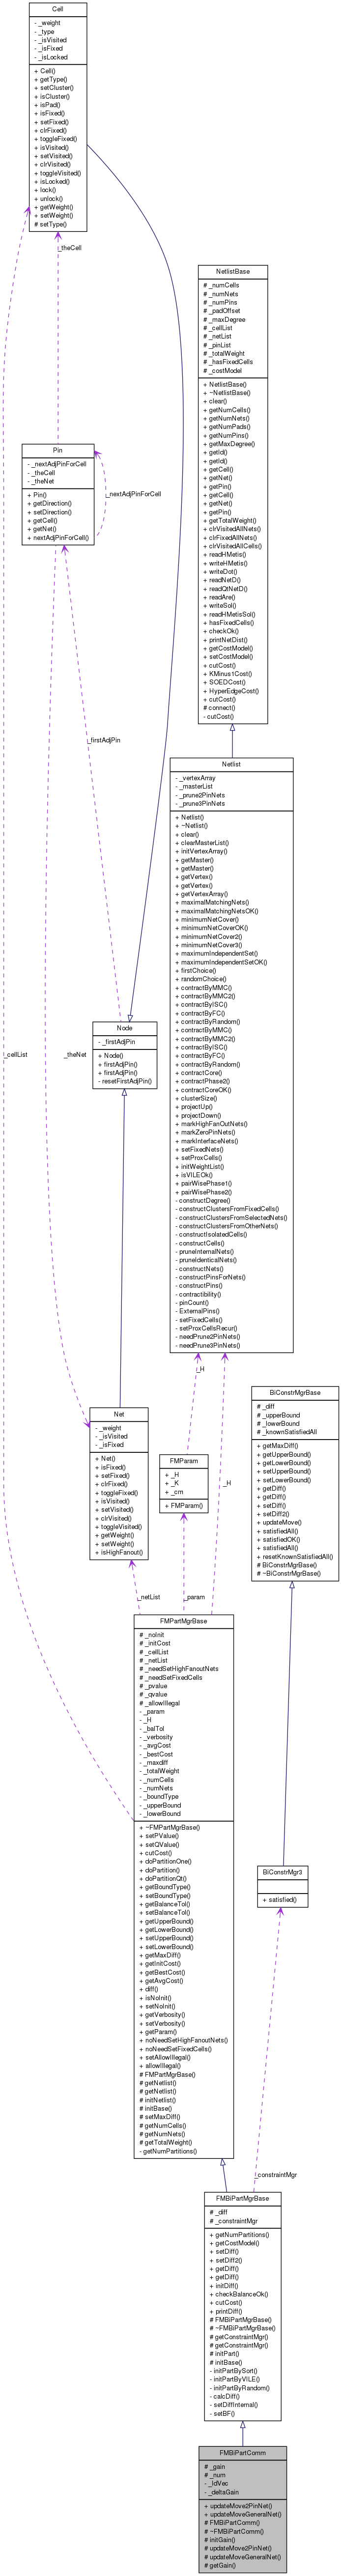 Cell
- _weight
- _type
- _isVisited
- _isFixed
- _isLocked
+ Cell()
+ getType()
+ setCluster()
+ isCluster()
+ isPad()
+ isFixed()
+ setFixed()
+ clrFixed()
+ toggleFixed()
+ isVisited()
+ setVisited()
+ clrVisited()
+ toggleVisited()
+ isLocked()
+ lock()
+ unlock()
+ getWeight()
+ setWeight()
# setType()
_theCell
NetlistBase
# _numCells
# _numNets
# _numPins
# _padOffset
# _maxDegree
# _cellList
# _netList
# _pinList
# _totalWeight
# _hasFixedCells
# _costModel
+ NetlistBase()
+ ~NetlistBase()
+ clear()
+ getNumCells()
+ getNumNets()
+ getNumPads()
+ getNumPins()
+ getMaxDegree()
+ getId()
+ getId()
+ getCell()
+ getNet()
+ getPin()
+ getCell()
+ getNet()
+ getPin()
+ getTotalWeight()
+ clrVisitedAllNets()
+ clrFixedAllNets()
+ clrVisitedAllCells()
+ readHMetis()
+ writeHMetis()
+ writeDot()
+ readNetD()
+ readQtNetD()
+ readAre()
+ writeSol()
+ readHMetisSol()
+ hasFixedCells()
+ checkOk()
+ printNetDist()
+ getCostModel()
+ setCostModel()
+ cutCost()
+ KMinus1Cost()
+ SOEDCost()
+ HyperEdgeCost()
+ cutCost()
# connect()
- cutCost()
Pin
- _nextAdjPinForCell
- _theCell
- _theNet
+ Pin()
+ getDirection()
+ setDirection()
+ getCell()
+ getNet()
+ nextAdjPinForCell()
_nextAdjPinForCell
_firstAdjPin
Netlist
- _vertexArray
- _masterList
- _prune2PinNets
- _prune3PinNets
+ Netlist()
+ ~Netlist()
+ clear()
+ clearMasterList()
+ initVertexArray()
+ getMaster()
+ getMaster()
+ getVertex()
+ getVertex()
+ getVertexArray()
+ maximalMatchingNets()
+ maximalMatchingNetsOK()
+ minimumNetCover()
+ minimumNetCoverOK()
+ minimumNetCover2()
+ minimumNetCover3()
+ maximumIndependentSet()
+ maximumIndependentSetOK()
+ firstChoice()
+ randomChoice()
+ contractByMMC()
+ contractByMMC2()
+ contractByISC()
+ contractByFC()
+ contractByRandom()
+ contractByMMC()
+ contractByMMC2()
+ contractByISC()
+ contractByFC()
+ contractByRandom()
+ contractCore()
+ contractPhase2()
+ contractCoreOK()
+ clusterSize()
+ projectUp()
+ projectDown()
+ markHighFanOutNets()
+ markZeroPinNets()
+ markInterfaceNets()
+ setFixedNets()
+ setProxCells()
+ initWeightList()
+ isVILEOk()
+ pairWisePhase1()
+ pairWisePhase2()
- constructDegree()
- constructClustersFromFixedCells()
- constructClustersFromSelectedNets()
- constructClustersFromOtherNets()
- constructIsolatedCells()
- constructCells()
- pruneInternalNets()
- pruneIdenticalNets()
- constructNets()
- constructPinsForNets()
- constructPins()
- contractibility()
- pinCount()
- ExternalPins()
- setFixedCells()
- setProxCellsRecur()
- needPrune2PinNets()
- needPrune3PinNets()
Node
- _firstAdjPin
+ Node()
+ firstAdjPin()
+ firstAdjPin()
- resetFirstAdjPin()
_cellList
_theNet
_H
_H
Net
- _weight
- _isVisited
- _isFixed
+ Net()
+ isFixed()
+ setFixed()
+ clrFixed()
+ toggleFixed()
+ isVisited()
+ setVisited()
+ clrVisited()
+ toggleVisited()
+ getWeight()
+ setWeight()
+ isHighFanout()
FMParam
+ _H
+ _K
+ _cm
+ FMParam()
BiConstrMgrBase
# _diff
# _upperBound
# _lowerBound
# _knownSatisfiedAll
+ getMaxDiff()
+ getUpperBound()
+ getLowerBound()
+ setUpperBound()
+ setLowerBound()
+ getDiff()
+ getDiff()
+ setDiff()
+ setDiff2()
+ updateMove()
+ satisfiedAll()
+ satisfiedOK()
+ satisfiedAll()
+ resetKnownSatisfiedAll()
# BiConstrMgrBase()
# ~BiConstrMgrBase()
_netList
_param
FMPartMgrBase
# _noInit
# _initCost
# _cellList
# _netList
# _needSetHighFanoutNets
# _needSetFixedCells
# _pvalue
# _qvalue
# _allowIllegal
- _param
- _H
- _balTol
- _verbosity
- _avgCost
- _bestCost
- _maxdiff
- _totalWeight
- _numCells
- _numNets
- _boundType
- _upperBound
- _lowerBound
+ ~FMPartMgrBase()
+ setPValue()
+ setQValue()
+ cutCost()
+ doPartitionOne()
+ doPartition()
+ doPartitionQt()
+ getBoundType()
+ setBoundType()
+ getBalanceTol()
+ setBalanceTol()
+ getUpperBound()
+ getLowerBound()
+ setUpperBound()
+ setLowerBound()
+ getMaxDiff()
+ getInitCost()
+ getBestCost()
+ getAvgCost()
+ diff()
+ isNoInit()
+ setNoInit()
+ getVerbosity()
+ setVerbosity()
+ getParam()
+ noNeedSetHighFanoutNets()
+ noNeedSetFixedCells()
+ setAllowIllegal()
+ allowIllegal()
# FMPartMgrBase()
# getNetlist()
# getNetlist()
# initNetlist()
# initBase()
# setMaxDiff()
# getNumCells()
# getNumNets()
# getTotalWeight()
- getNumPartitions()
BiConstrMgr3
+ satisfied()
_constraintMgr
FMBiPartMgrBase
# _diff
# _constraintMgr
+ getNumPartitions()
+ getCostModel()
+ setDiff()
+ setDiff2()
+ getDiff()
+ getDiff()
+ initDiff()
+ checkBalanceOk()
+ cutCost()
+ printDiff()
# FMBiPartMgrBase()
# ~FMBiPartMgrBase()
# getConstraintMgr()
# getConstraintMgr()
# initPart()
# initBase()
- initPartBySort()
- initPartByVILE()
- initPartByRandom()
- calcDiff()
- setDiffInternal()
- setBF()
FMBiPartComm
# _gain
# _num
- _idVec
- _deltaGain
+ updateMove2PinNet()
+ updateMoveGeneralNet()
# FMBiPartComm()
# ~FMBiPartComm()
# initGain()
# updateMove2PinNet()
# updateMoveGeneralNet()
# getGain()